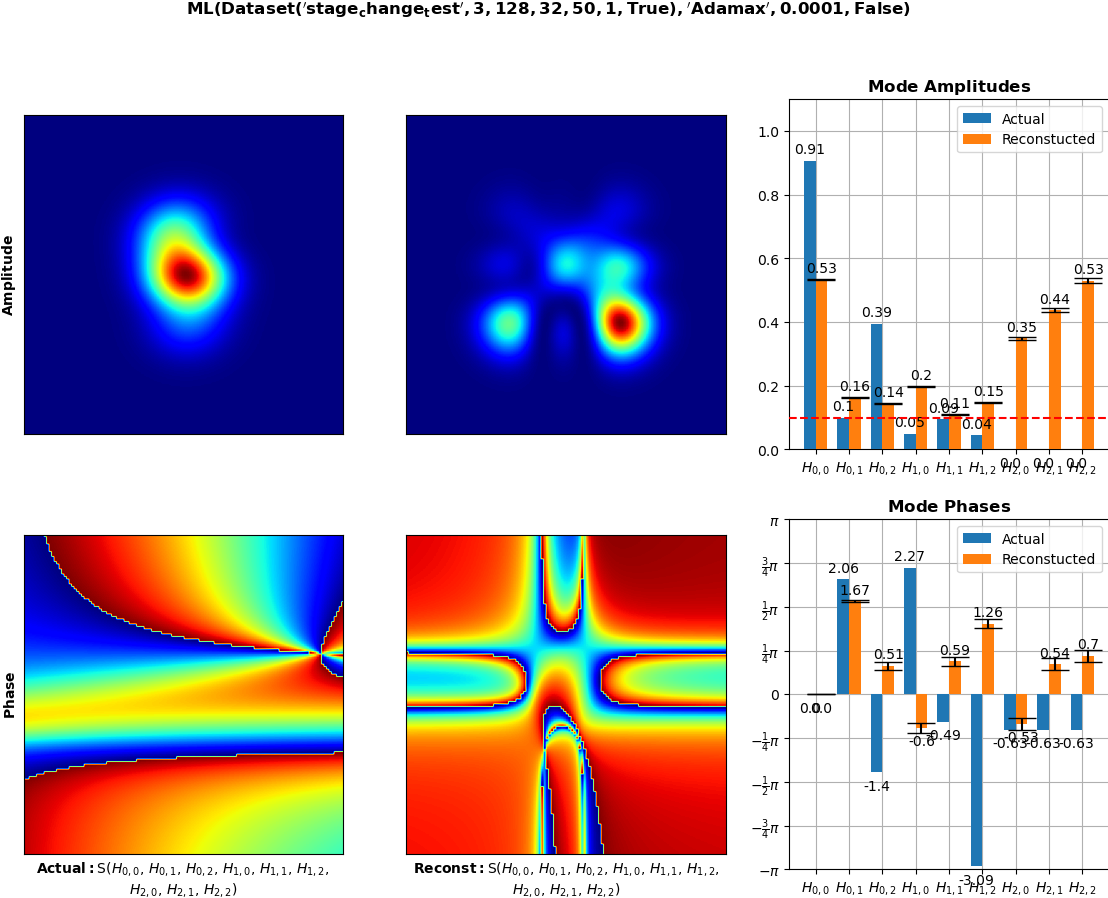 ML(Dataset('stage_change_test', 3, 128, 32, 50, 1, True), 'Adamax', 0.0001, False)
Amplitude
Mode Amplitudes
Actual
Reconstucted
1.0
0.8
0.6
0.4
0.2
0.0
0.91
0.53
0.1
0.16
0.39
0.14
0.05
0.2
0.09
0.11
0.04
0.15
0.0
0.35
0.0
0.44
0.0
0.53
H0,0 H0,1 H0,2 H1,0 H1,1 H1,2 H2,0 H2,1 H2,2
Phase
Actual:S(H0,0, H0,1, H0,2, H1,0, H1,1, H1,2,
H2,0, H2,1, H2,2)
Reconst:S(H0,0, H0,1, H0,2, H1,0, H1,1, H1,2,
H2,0, H2,1, H2,2)
Mode Phases
Actual
Reconstucted
π
3/4π
1/2π
1/4π
0
−1/4π
−1/2π
−3/4π
−π
0.0
0.0
2.06
1.67
-1.4
0.51
2.27
-0.6
-0.49
0.59
-3.09
1.26
-0.63
-0.53
-0.63
0.54
-0.63
0.7
H0,0 H0,1 H0,2 H1,0 H1,1 H1,2 H2,0 H2,1 H2,2